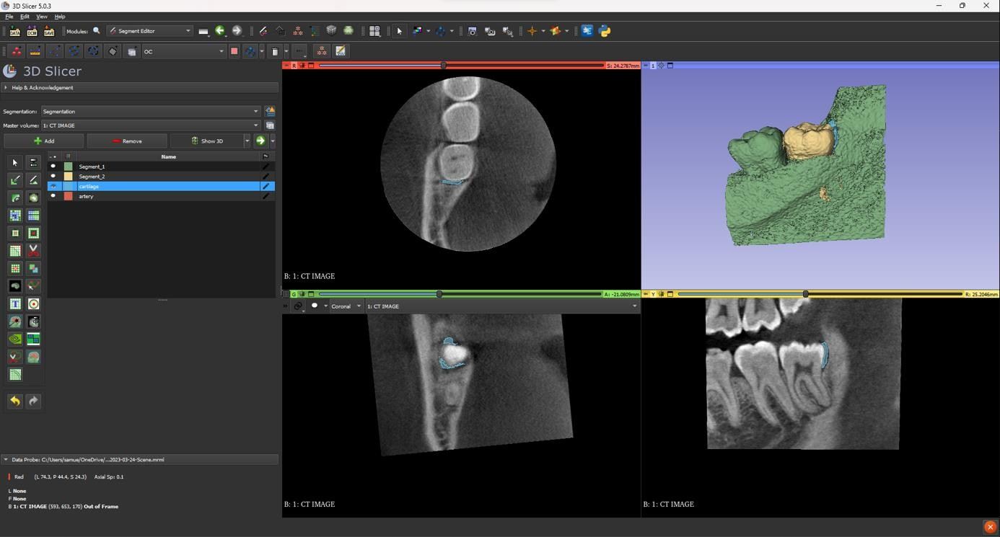 3D Slicer 5.0.3
File Edit View Help
DATA DCM SAVE Modules: Segment Editor
OC
3D Slicer
Help & Acknowledgement
Segmentation: Segmentation
Master volume: 1: CT IMAGE
Add Remove Show 3D
Name
Segment_1
Segment_2
cartilage
artery
Data Probe: C:/Users/samue/OneDrive/...2023-03-24-Scene.mrml
Red (L 74.3, P 44.4, S 24.3) Axial Sp: 0.1
L None
F None
B 1: CT IMAGE (593, 653, 170) Out of Frame
R S: 24.2787mm
B: 1: CT IMAGE
1
G A: -21.0809mm
Coronal 1: CT IMAGE
B: 1: CT IMAGE
Y R: 25.2046mm
B: 1: CT IMAGE